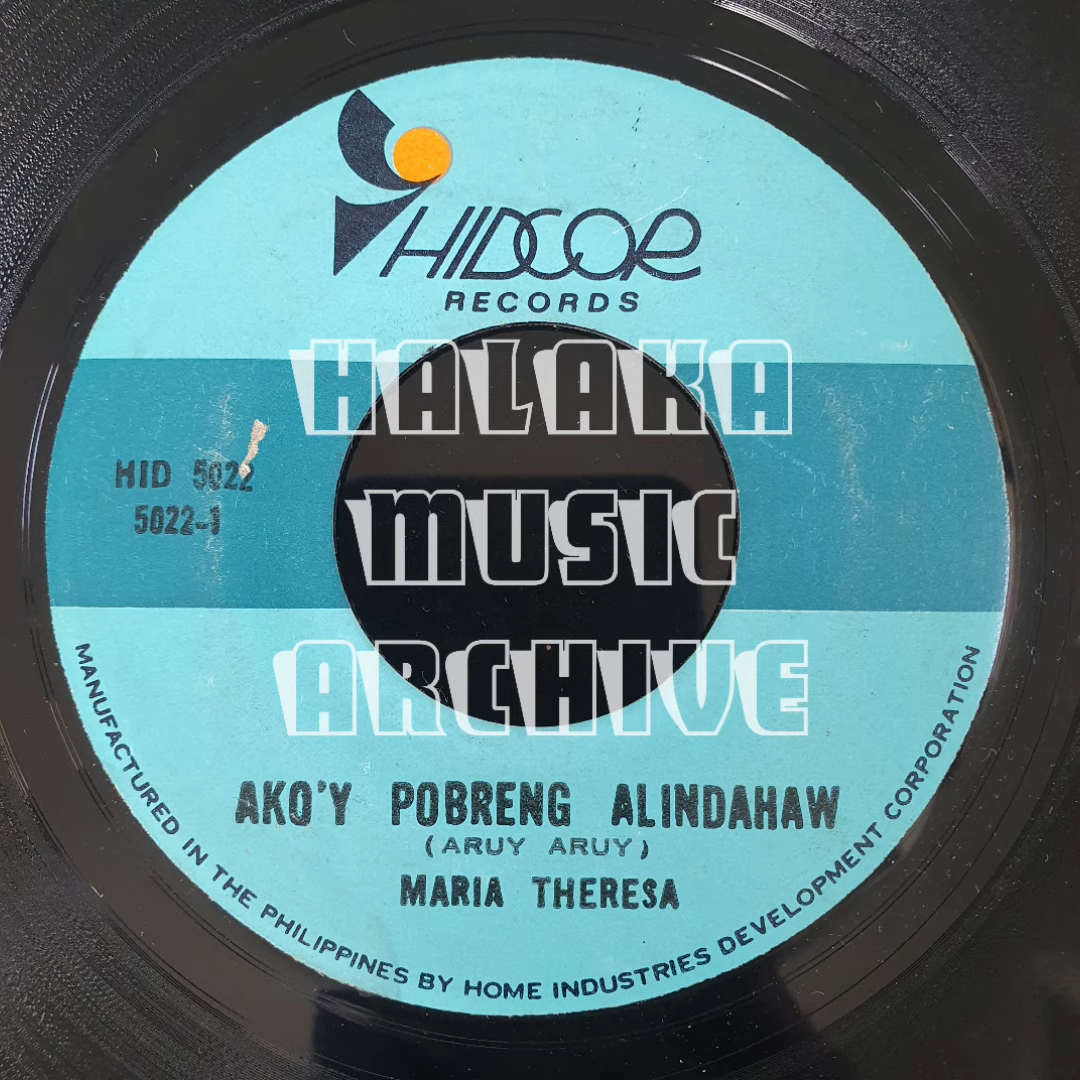 HIDCOR
RECORDS
HALAKA
MUSIC
ARCHIVE
HID 5022
5022-1
AKO'Y POBRENG ALINDAHAW
(ARUY ARUY)
MARIA THERESA
MANUFACTURED IN THE PHILIPPINES BY HOME INDUSTRIES DEVELOPMENT CORPORATION